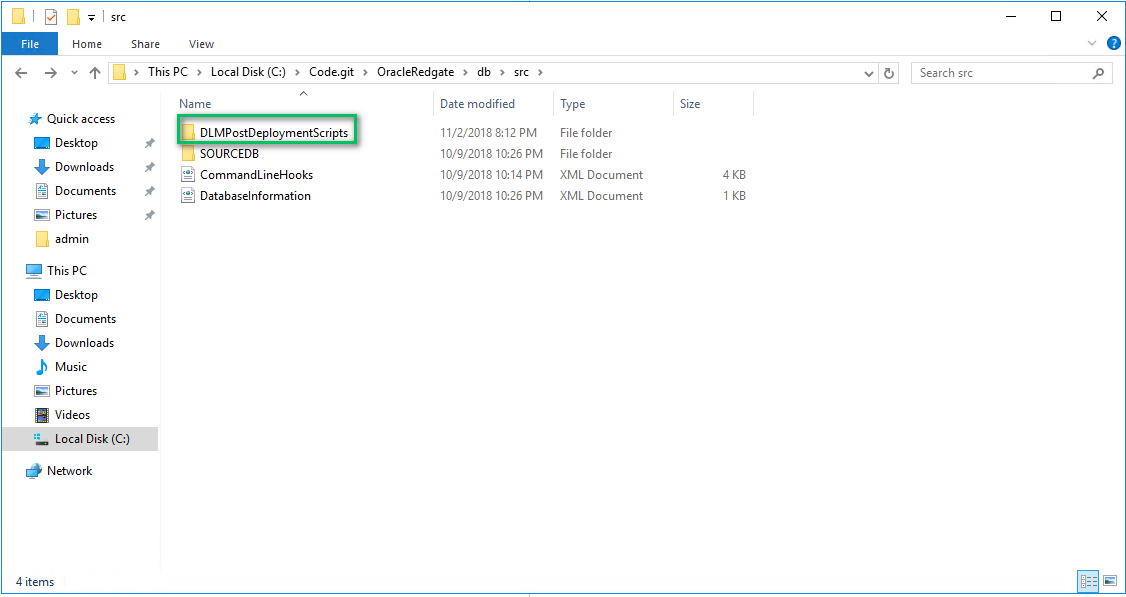 src
File Home Share View
This PC Local Disk (C:) Code.git OracleRedgate db src
Search src
Name Date modified Type Size
Quick access
Desktop
Downloads
Documents
Pictures
admin
This PC
Desktop
Documents
Downloads
Music
Pictures
Videos
Local Disk (C:)
Network
DLMPostDeploymentScripts 11/2/2018 8:12 PM File folder
SOURCEDB 10/9/2018 10:26 PM File folder
CommandLineHooks 10/9/2018 10:14 PM XML Document 4 KB
DatabaseInformation 10/9/2018 10:26 PM XML Document 1 KB
4 items